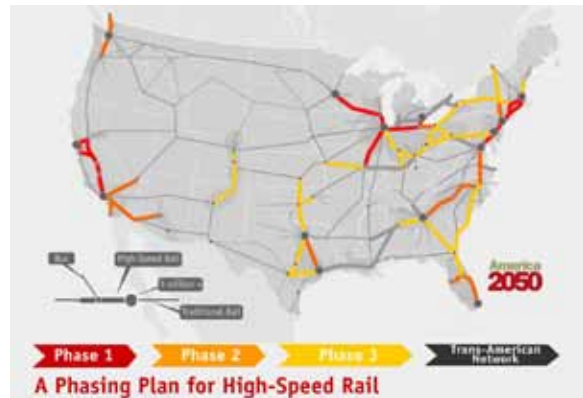 High-Speed Rail
Traditional Rail
America
2050
Phase 1
Phase 2
Phase 3
Trans-American
Network
A Phasing Plan for High-Speed Rail